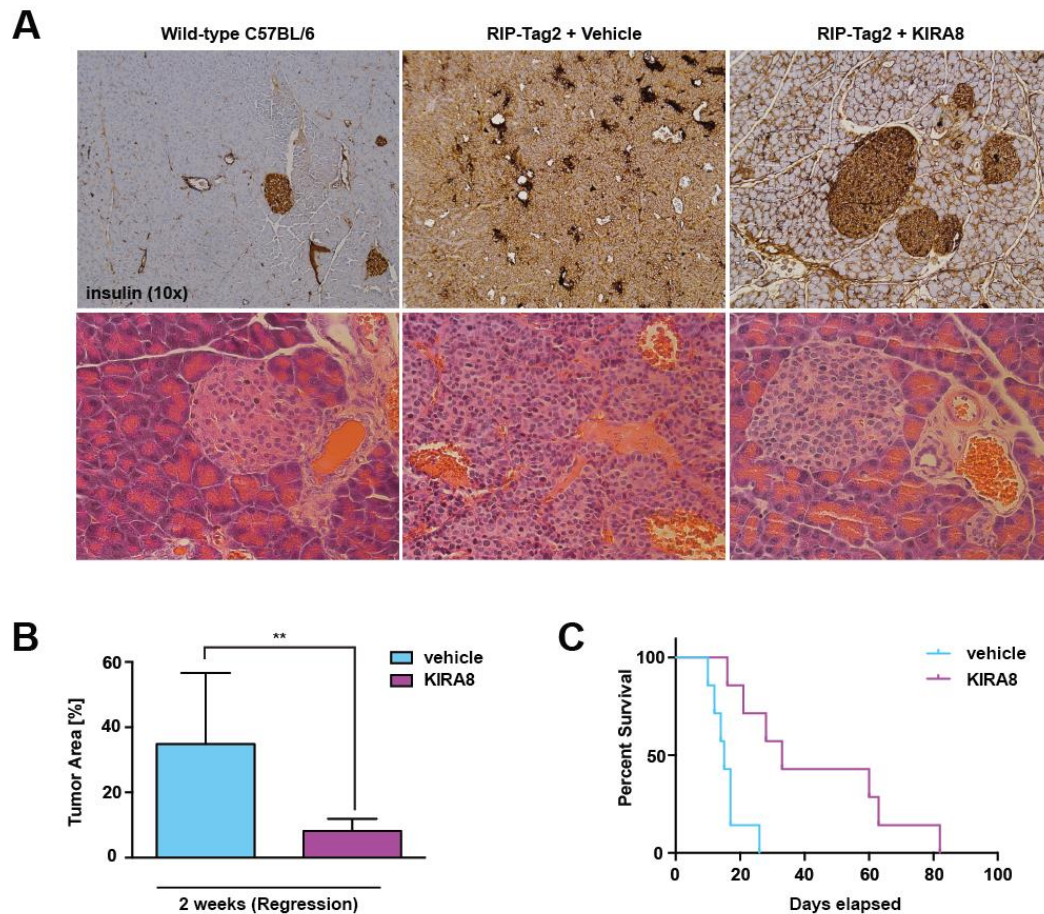 A
Wild-type C57BL/6
RIP-Tag2 + Vehicle
RIP-Tag2 + KIRA8
insulin (10x)
B
**
vehicle
KIRA8
60
40
20
0
Tumor Area [%]
2 weeks (Regression)
C
vehicle
KIRA8
100
50
0
Percent Survival
0 20 40 60 80 100
Days elapsed